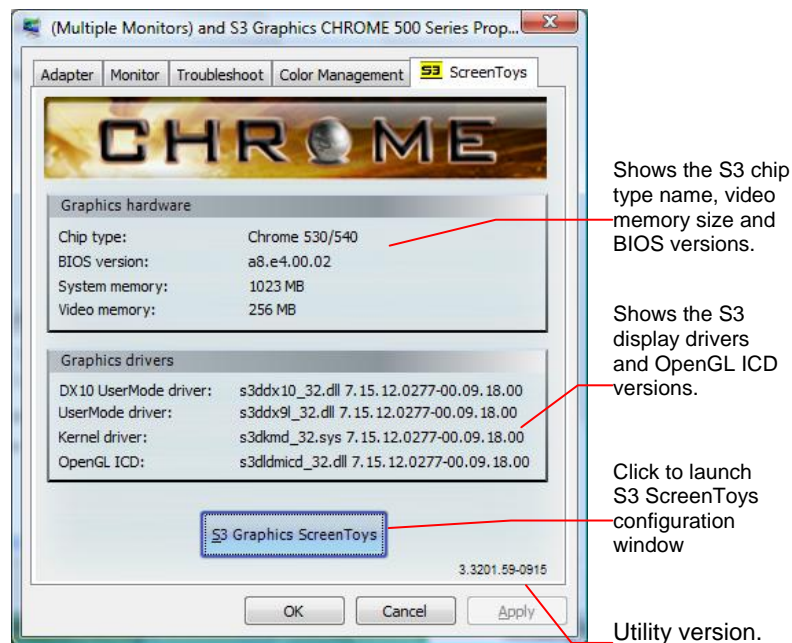 (Multiple Monitors) and S3 Graphics CHROME 500 Series Prop...
Adapter Monitor Troubleshoot Color Management S3 ScreenToys
CHROME
Graphics hardware
Chip type: Chrome 530/540
BIOS version: a8.e4.00.02
System memory: 1023 MB
Video memory: 256 MB
Graphics drivers
DX10 UserMode driver: s3ddx10_32.dll 7.15.12.0277-00.09.18.00
UserMode driver: s3ddx9l_32.dll 7.15.12.0277-00.09.18.00
Kernel driver: s3dkmd_32.sys 7.15.12.0277-00.09.18.00
OpenGL ICD: s3dldmicd_32.dll 7.15.12.0277-00.09.18.00
S3 Graphics ScreenToys
3.3201.59-0915
OK Cancel Apply
Shows the S3 chip
type name, video
memory size and
BIOS versions.
Shows the S3
display drivers
and OpenGL ICD
versions.
Click to launch
S3 ScreenToys
configuration
window
Utility version.